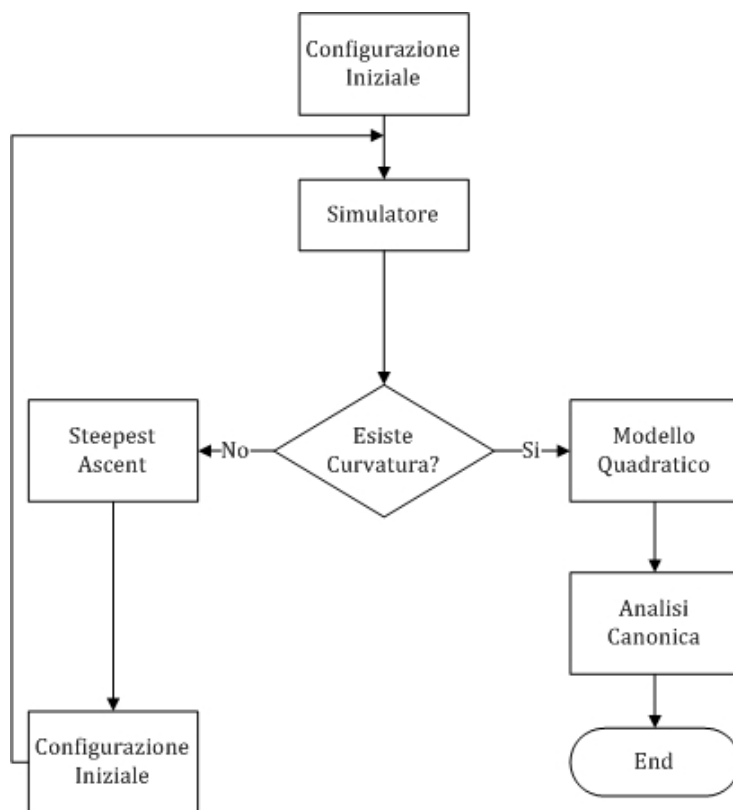 Configurazione
Iniziale
Simulatore
Esiste
Curvatura?
No
Si
Steepest
Ascent
Modello
Quadratico
Analisi
Canonica
Configurazione
Iniziale
End